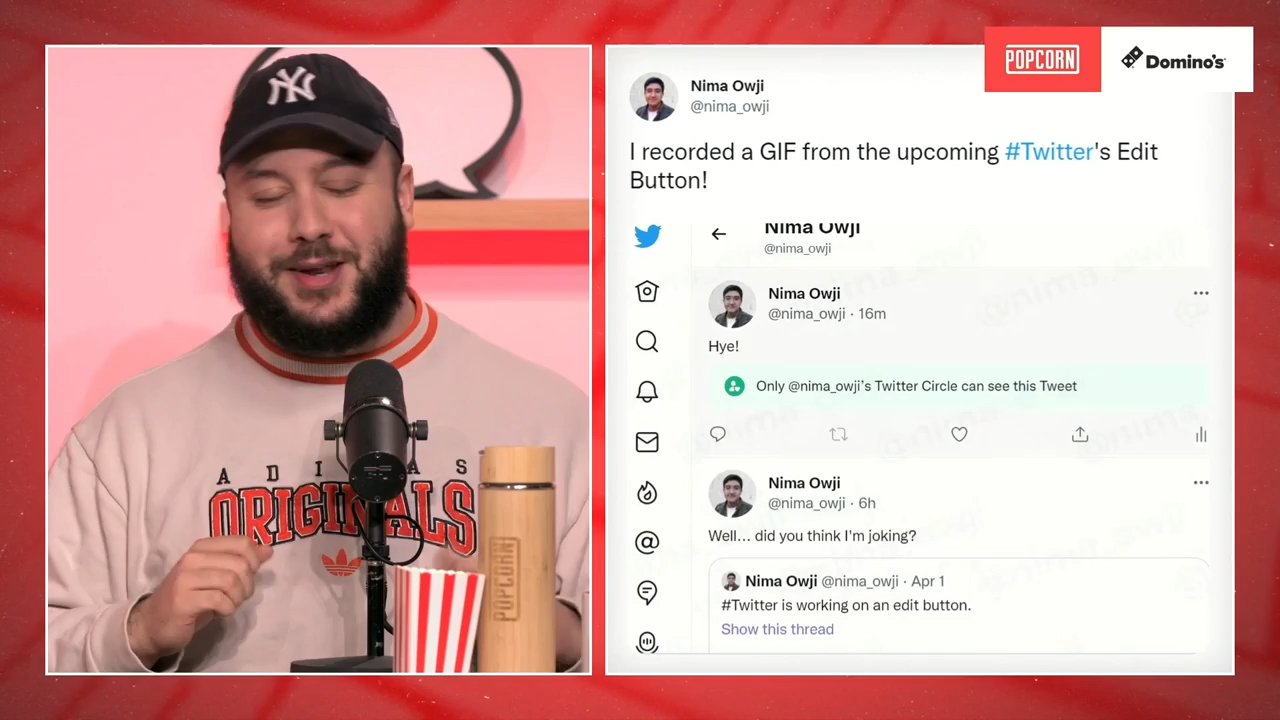 POPCORN
Domino's
NY
ADIDAS
ORIGINALS
POPCORN
Nima Owji
@nima_owji
I recorded a GIF from the upcoming #Twitter's Edit
Button!
Nima Owji
@nima_owji
Nima Owji
@nima_owji · 16m
Hye!
Only @nima_owji's Twitter Circle can see this Tweet
Nima Owji
@nima_owji · 6h
Well... did you think I'm joking?
Nima Owji @nima_owji · Apr 1
#Twitter is working on an edit button.
Show this thread